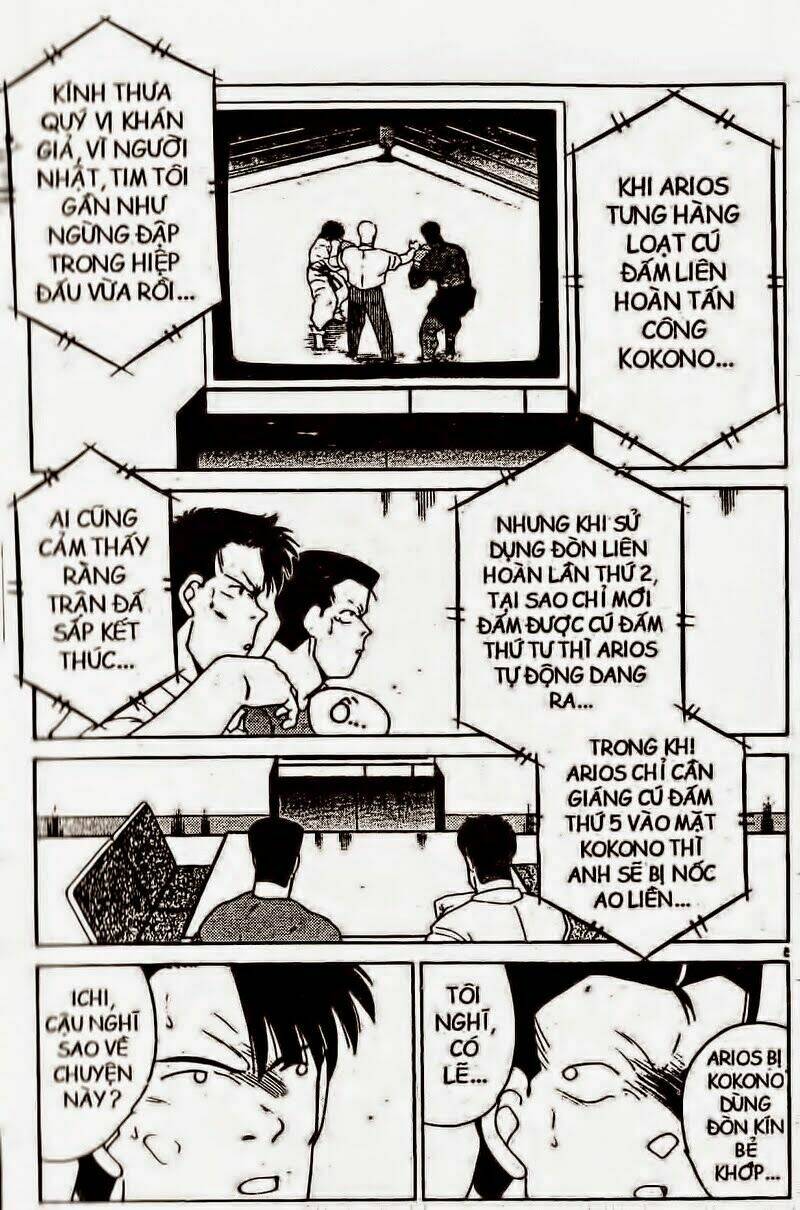 KÍNH THƯA
QUÝ VỊ KHÁN
GIẢ, VÌ NGƯỜI
NHẬT, TIM TÔI
GẦN NHƯ
NGỪNG ĐẬP
TRONG HIỆP
ĐẤU VỪA RỒI...
KHI ARIOS
TUNG HÀNG
LOẠT CÚ
ĐẤM LIÊN
HOÀN TẤN
CÔNG
KOKONO...
AI CŨNG
CẢM THẤY
RẰNG
TRẬN ĐẤ
SẮP KẾT
THÚC...
NHƯNG KHI SỬ
DỤNG ĐÒN LIÊN
HOÀN LẦN THỨ 2,
TẠI SAO CHỈ MỚI
ĐẤM ĐƯỢC CÚ ĐẤM
THỨ TƯ THÌ ARIOS
TỰ ĐỘNG DANG
RA...
Ồ...
TRONG KHI
ARIOS CHỈ CẦN
GIÁNG CÚ ĐẤM
THỨ 5 VÀO MẶT
KOKONO THÌ
ANH SẼ BỊ NỐC
AO LIỀN...
ICHI,
CẬU NGHĨ
SAO VỀ
CHUYỆN
NÀY?
TÔI
NGHĨ,
CÓ
LẼ...
ARIOS BỊ
KOKONO
DÙNG
ĐÒN KÍN
BẺ
KHỚP...